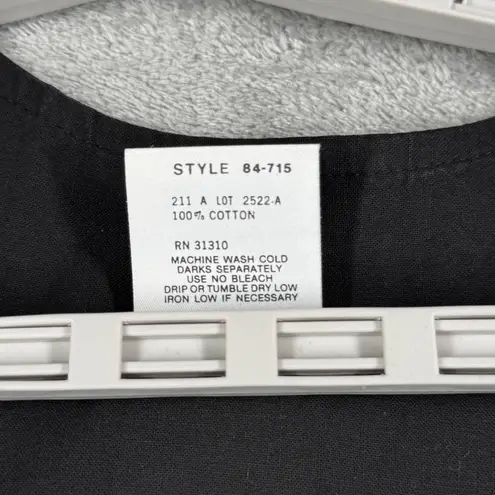 STYLE 84-715
211 A LOT 2522-A
100% COTTON
RN 31310
MACHINE WASH COLD
DARKS SEPARATELY
USE NO BLEACH
DRIP OR TUMBLE DRY LOW
IRON LOW IF NECESSARY